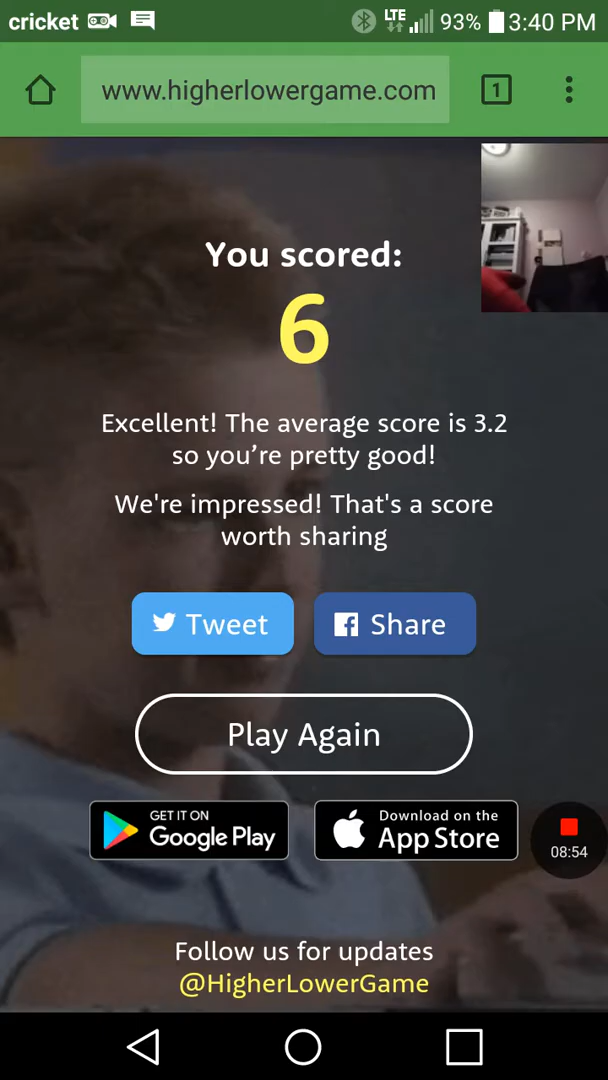 cricket LTE 93% 3:40 PM
www.higherlowergame.com 1
You scored:
6
Excellent! The average score is 3.2
so you’re pretty good!
We're impressed! That's a score
worth sharing
Tweet Share
Play Again
GET IT ON Google Play
Download on the App Store
08:54
Follow us for updates
@HigherLowerGame